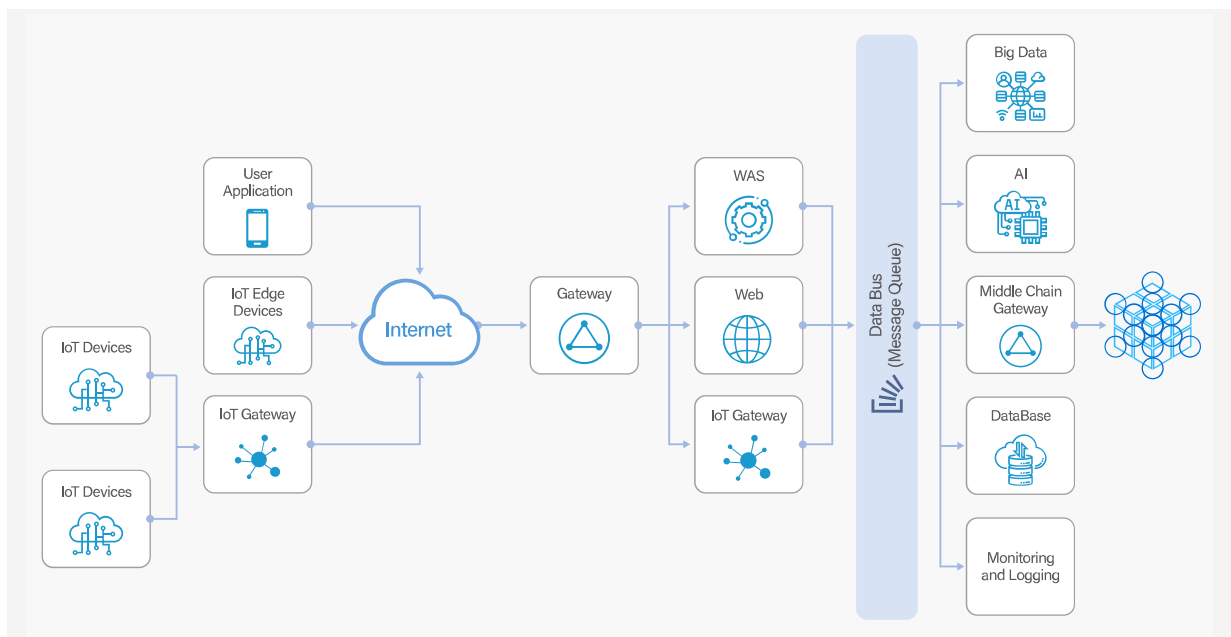 IoT Devices
IoT Devices
User
Application
IoT Edge
Devices
IoT Gateway
Internet
Gateway
WAS
Web
IoT Gateway
Data Bus
(Message Queue)
Big Data
AI
AI
Middle Chain
Gateway
DataBase
Monitoring
and Logging